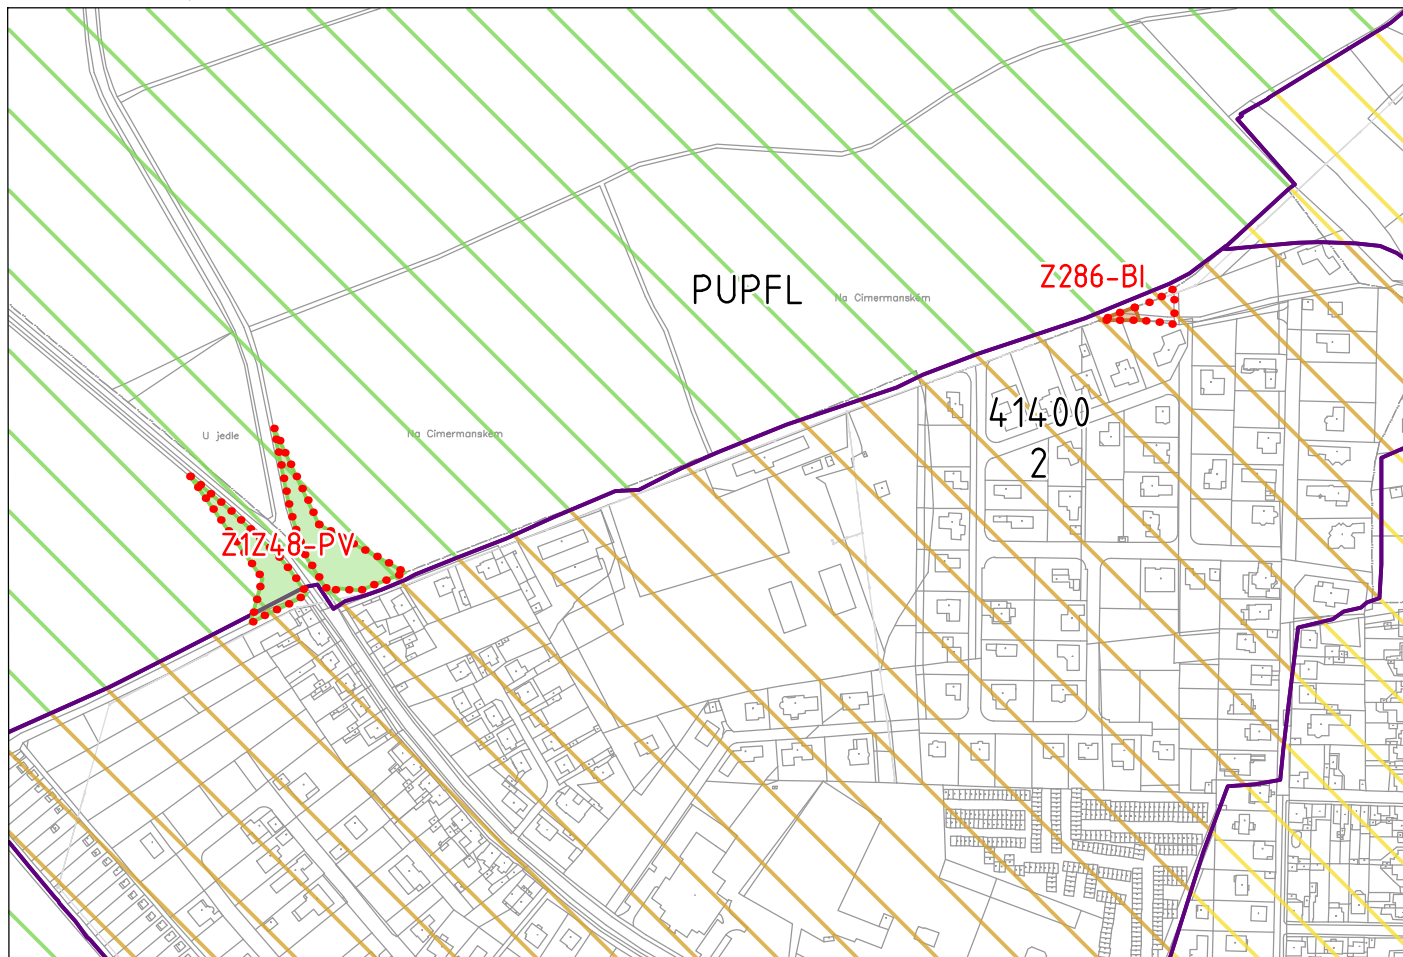 Z286-BI
PUPFL
Na Cimermanském
41400
2
U jedle
Na Cimermanském
Z1Z48-PV